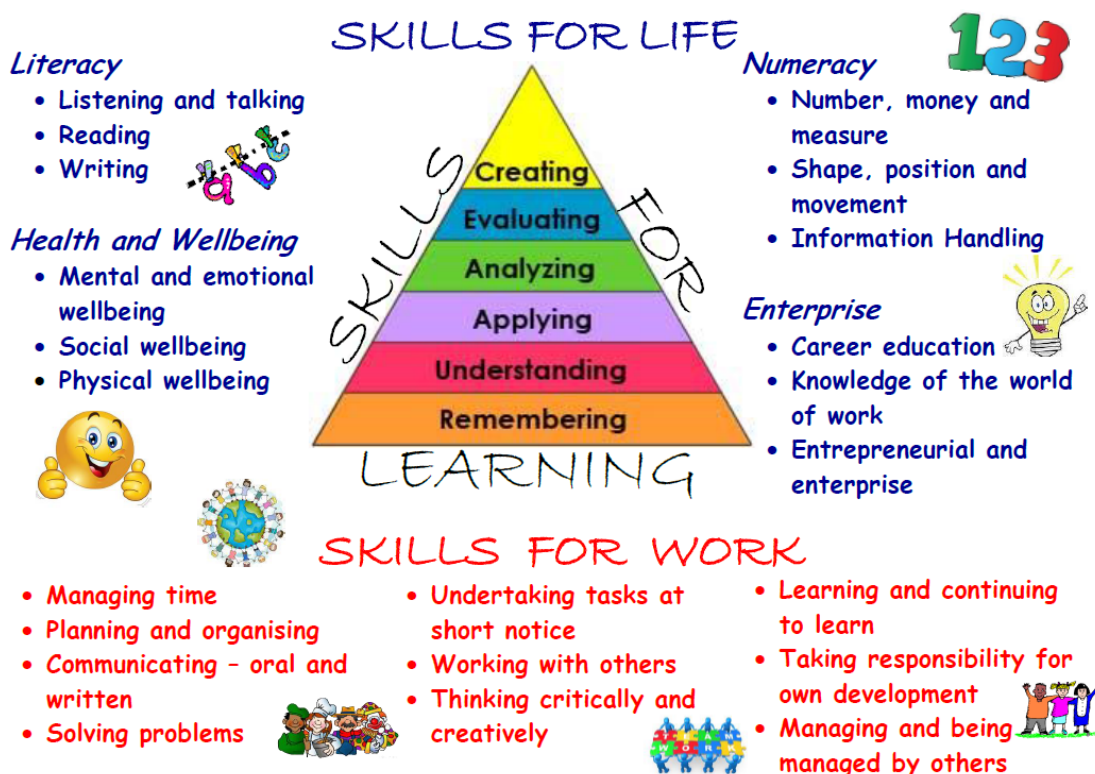 SKILLS FOR LIFE
Literacy
• Listening and talking
• Reading
• Writing
abc
Health and Wellbeing
• Mental and emotional
wellbeing
• Social wellbeing
• Physical wellbeing
SKILLS
FOR
LEARNING
Creating
Evaluating
Analyzing
Applying
Understanding
Remembering
123
Numeracy
• Number, money and
measure
• Shape, position and
movement
• Information Handling
Enterprise
• Career education
• Knowledge of the world
of work
• Entrepreneurial and
enterprise
SKILLS FOR WORK
• Managing time
• Planning and organising
• Communicating – oral and
written
• Solving problems
• Undertaking tasks at
short notice
• Working with others
• Thinking critically and
creatively
• Learning and continuing
to learn
• Taking responsibility for
own development
• Managing and being
managed by others